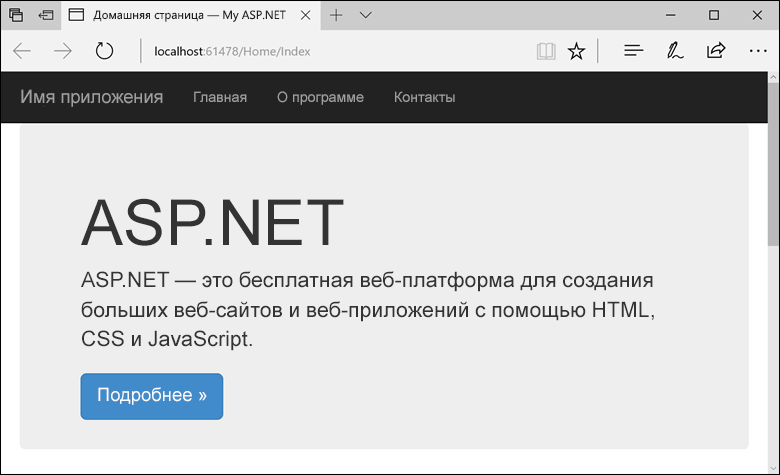 Домашняя страница — My ASP.NET
localhost:61478/Home/Index
Имя приложения Главная О программе Контакты
ASP.NET
ASP.NET — это бесплатная веб-платформа для создания
больших веб-сайтов и веб-приложений с помощью HTML,
CSS и JavaScript.
Подробнее »